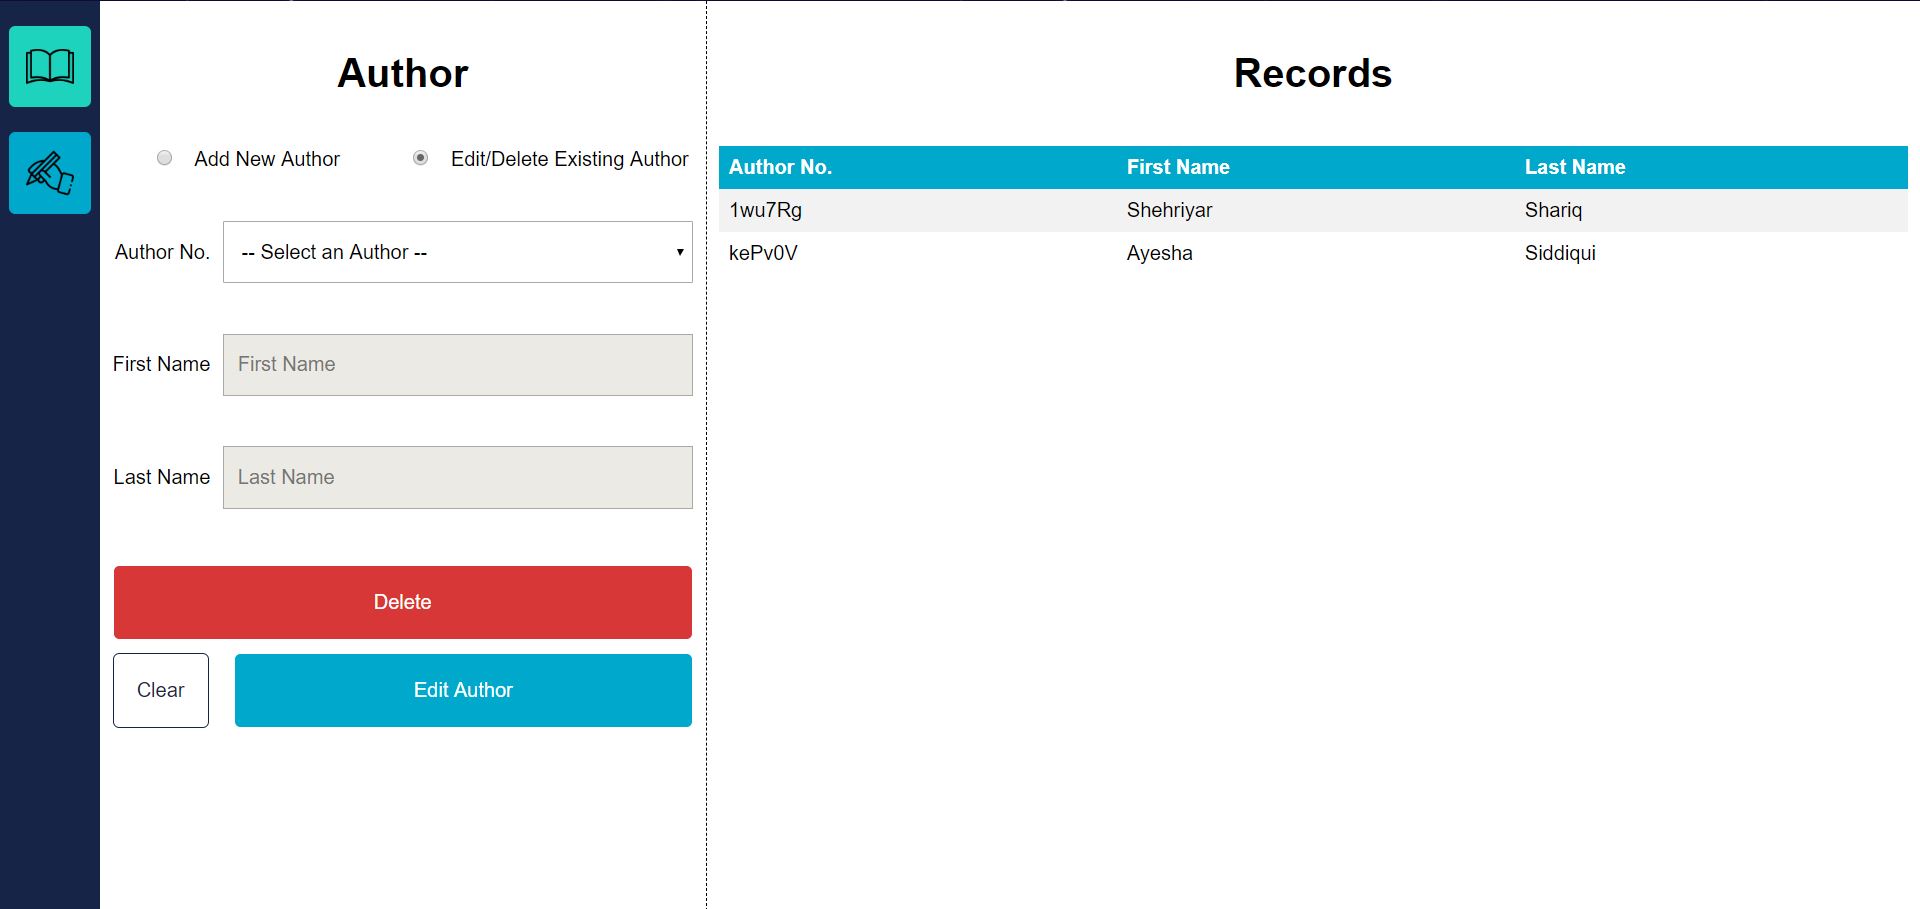 Author
Add New Author
Edit/Delete Existing Author
Author No.
-- Select an Author --
First Name
First Name
Last Name
Last Name
Delete
Clear
Edit Author
Records
Author No. First Name Last Name
1wu7Rg Shehriyar Shariq
kePv0V Ayesha Siddiqui